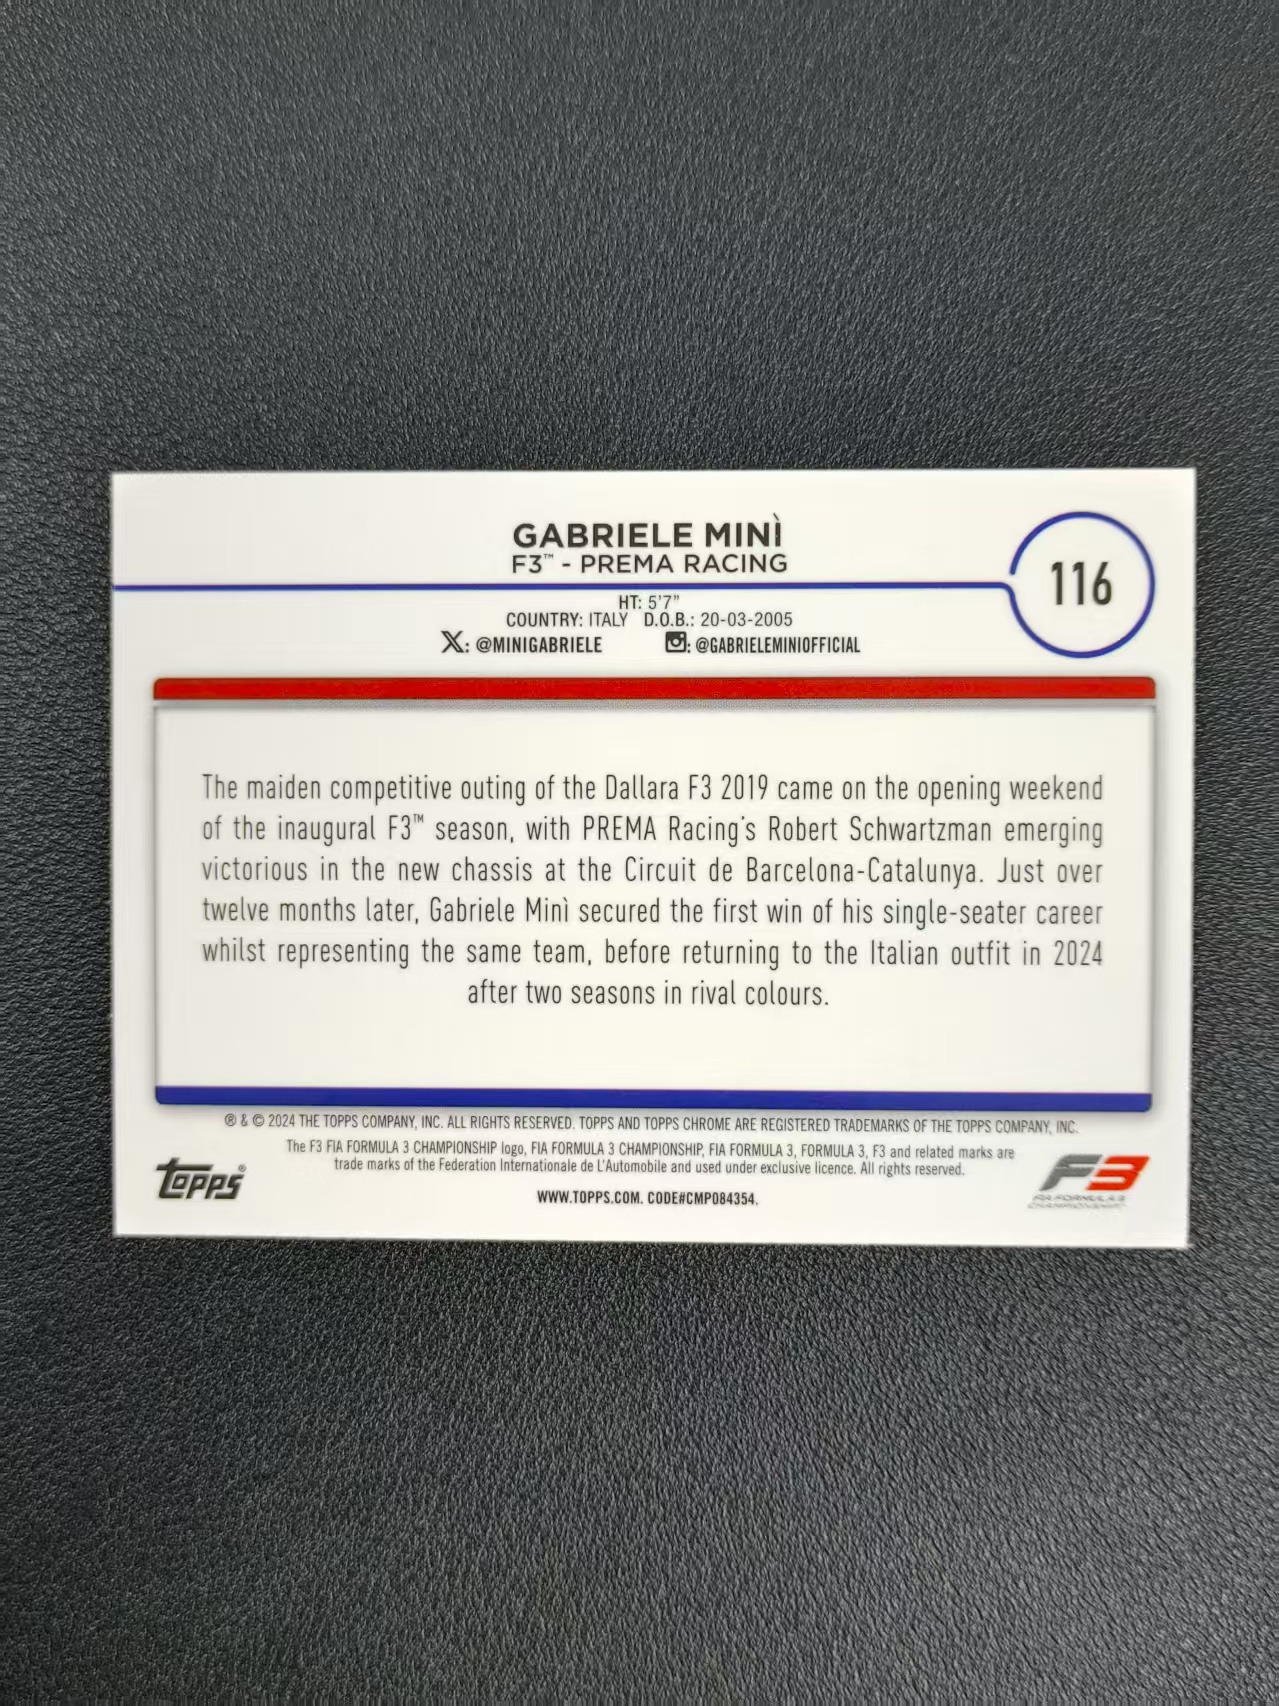 GABRIELE MINÌ
F3™ - PREMA RACING
116
HT: 5'7"
COUNTRY: ITALY D.O.B.: 20-03-2005
X: @MINIGABRIELE : @GABRIELEMINIOFFICIAL
The maiden competitive outing of the Dallara F3 2019 came on the opening weekend
of the inaugural F3™ season, with PREMA Racing's Robert Schwartzman emerging
victorious in the new chassis at the Circuit de Barcelona-Catalunya. Just over
twelve months later, Gabriele Minì secured the first win of his single-seater career
whilst representing the same team, before returning to the Italian outfit in 2024
after two seasons in rival colours.
® & © 2024 THE TOPPS COMPANY, INC. ALL RIGHTS RESERVED. TOPPS AND TOPPS CHROME ARE REGISTERED TRADEMARKS OF THE TOPPS COMPANY, INC.
The F3 FIA FORMULA 3 CHAMPIONSHIP logo, FIA FORMULA 3 CHAMPIONSHIP, FIA FORMULA 3, FORMULA 3, F3 and related marks are
trade marks of the Federation Internationale de L'Automobile and used under exclusive licence. All rights reserved.
WWW.TOPPS.COM. CODE#CMP084354.
topps®
F3
FIA FORMULA 3
CHAMPIONSHIP™